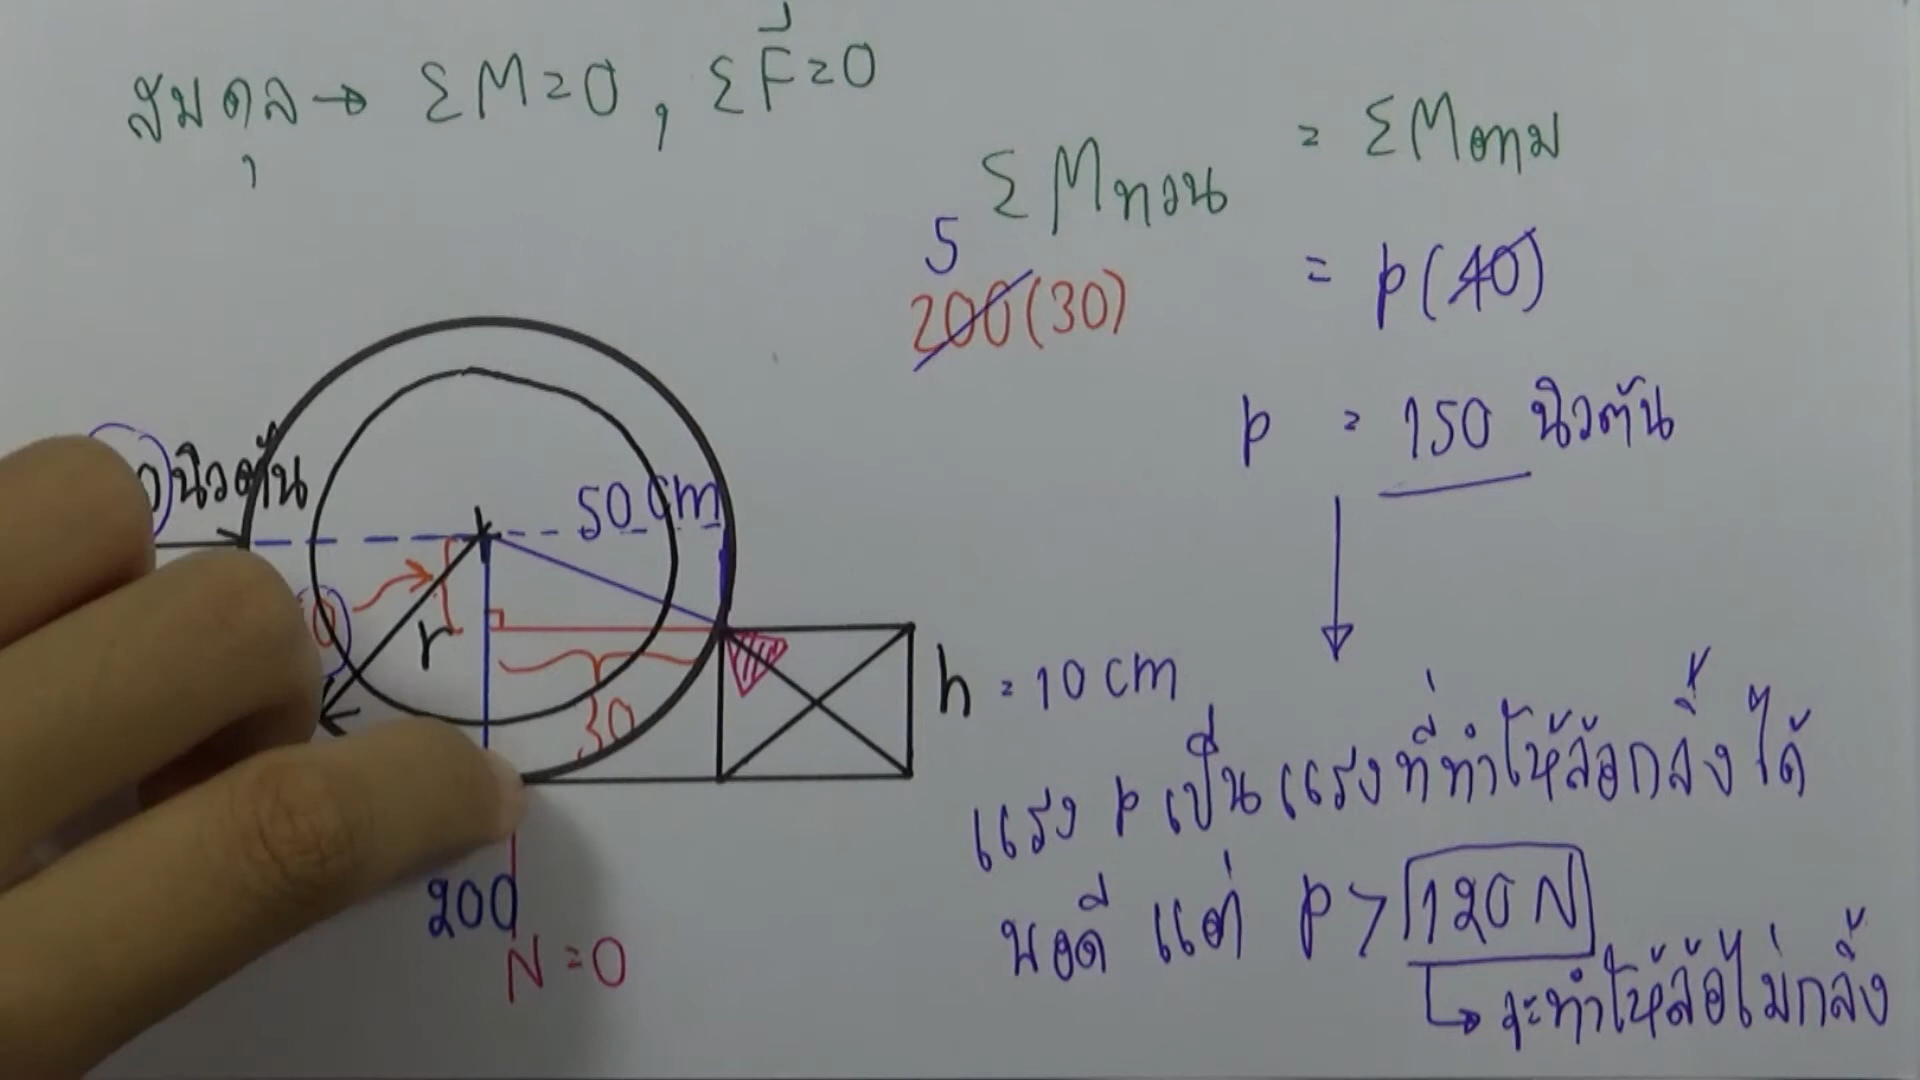 สมดุล → ΣM = 0 , ΣF⃗ = 0
ΣMทวน = ΣMตาม
5
200(30) = p(40)
p = 150 นิวตัน
นิวตัน
50 cm
r
30
h = 10 cm
200
N = 0
แรง p เป็นแรงที่ทำให้ล้อกลิ้งได้
พอดี แต่ p > 120 N
↳ จะทำให้ล้อไม่กลิ้ง